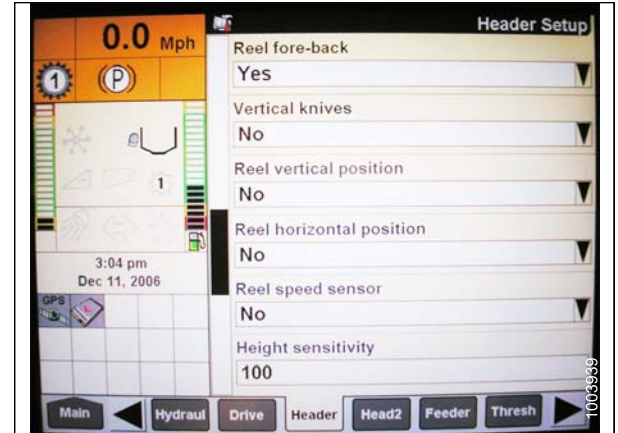 0.0 Mph
Header Setup
1
(P)
Reel fore-back
Yes
Vertical knives
No
Reel vertical position
No
1
Reel horizontal position
No
3:04 pm
Dec 11, 2006
Reel speed sensor
No
GPS
Height sensitivity
100
Main
Hydraul
Drive
Header
Head2
Feeder
Thresh
1003939